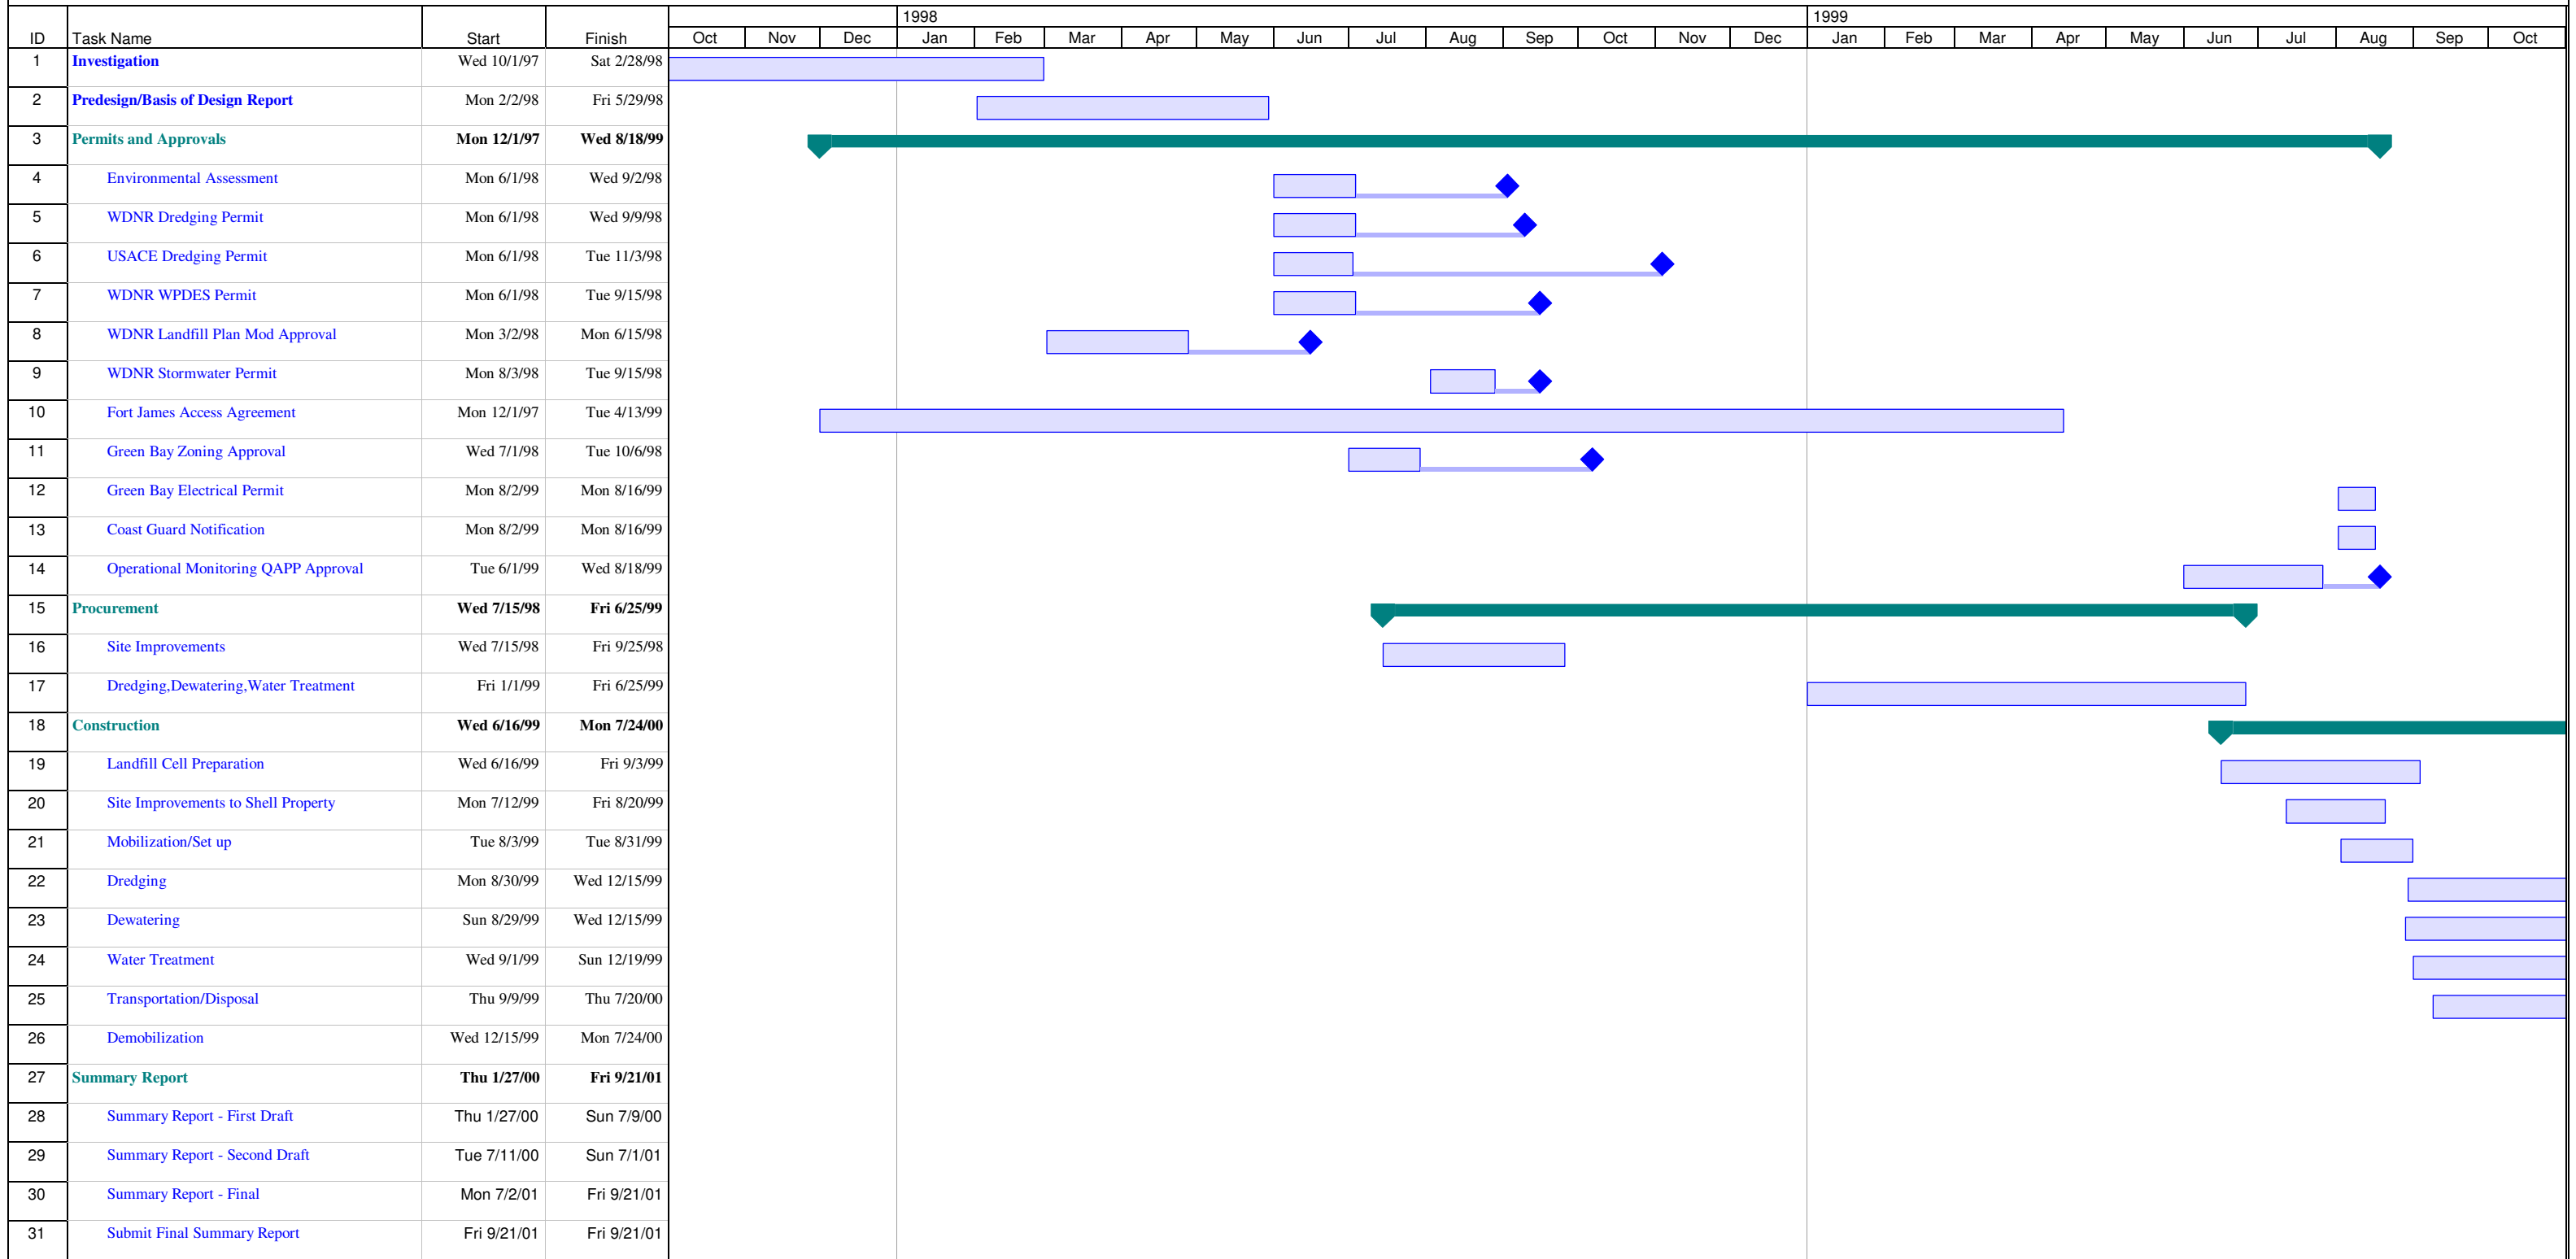 1998 1999
ID Task Name Start Finish Oct Nov Dec Jan Feb Mar Apr May Jun Jul Aug Sep Oct Nov Dec Jan Feb Mar Apr May Jun Jul Aug Sep Oct
1 Investigation Wed 10/1/97 Sat 2/28/98
2 Predesign/Basis of Design Report Mon 2/2/98 Fri 5/29/98
3 Permits and Approvals Mon 12/1/97 Wed 8/18/99
4 Environmental Assessment Mon 6/1/98 Wed 9/2/98
5 WDNR Dredging Permit Mon 6/1/98 Wed 9/9/98
6 USACE Dredging Permit Mon 6/1/98 Tue 11/3/98
7 WDNR WPDES Permit Mon 6/1/98 Tue 9/15/98
8 WDNR Landfill Plan Mod Approval Mon 3/2/98 Mon 6/15/98
9 WDNR Stormwater Permit Mon 8/3/98 Tue 9/15/98
10 Fort James Access Agreement Mon 12/1/97 Tue 4/13/99
11 Green Bay Zoning Approval Wed 7/1/98 Tue 10/6/98
12 Green Bay Electrical Permit Mon 8/2/99 Mon 8/16/99
13 Coast Guard Notification Mon 8/2/99 Mon 8/16/99
14 Operational Monitoring QAPP Approval Tue 6/1/99 Wed 8/18/99
15 Procurement Wed 7/15/98 Fri 6/25/99
16 Site Improvements Wed 7/15/98 Fri 9/25/98
17 Dredging,Dewatering,Water Treatment Fri 1/1/99 Fri 6/25/99
18 Construction Wed 6/16/99 Mon 7/24/00
19 Landfill Cell Preparation Wed 6/16/99 Fri 9/3/99
20 Site Improvements to Shell Property Mon 7/12/99 Fri 8/20/99
21 Mobilization/Set up Tue 8/3/99 Tue 8/31/99
22 Dredging Mon 8/30/99 Wed 12/15/99
23 Dewatering Sun 8/29/99 Wed 12/15/99
24 Water Treatment Wed 9/1/99 Sun 12/19/99
25 Transportation/Disposal Thu 9/9/99 Thu 7/20/00
26 Demobilization Wed 12/15/99 Mon 7/24/00
27 Summary Report Thu 1/27/00 Fri 9/21/01
28 Summary Report - First Draft Thu 1/27/00 Sun 7/9/00
29 Summary Report - Second Draft Tue 7/11/00 Sun 7/1/01
30 Summary Report - Final Mon 7/2/01 Fri 9/21/01
31 Submit Final Summary Report Fri 9/21/01 Fri 9/21/01